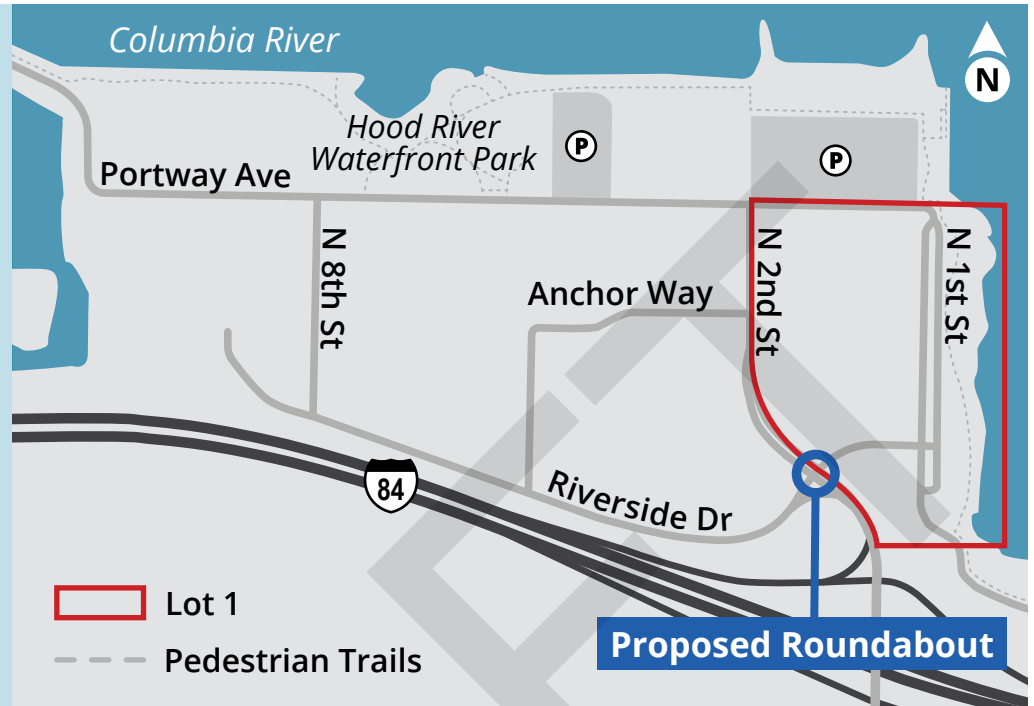 Columbia River
N
Hood River
Waterfront Park
P
P
Portway Ave
N 8th St
Anchor Way
N 2nd St
N 1st St
84
Riverside Dr
Lot 1
Proposed Roundabout
Pedestrian Trails